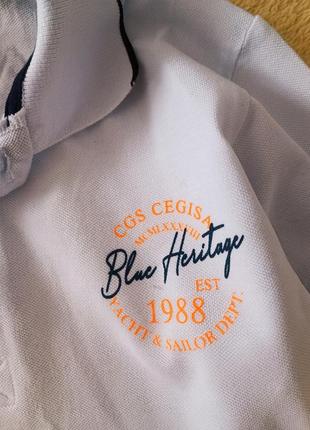 CGS CEGISA
MCMLXXXVIII
Blue Heritage
EST
1988
YACHT & SAILOR DEPT.